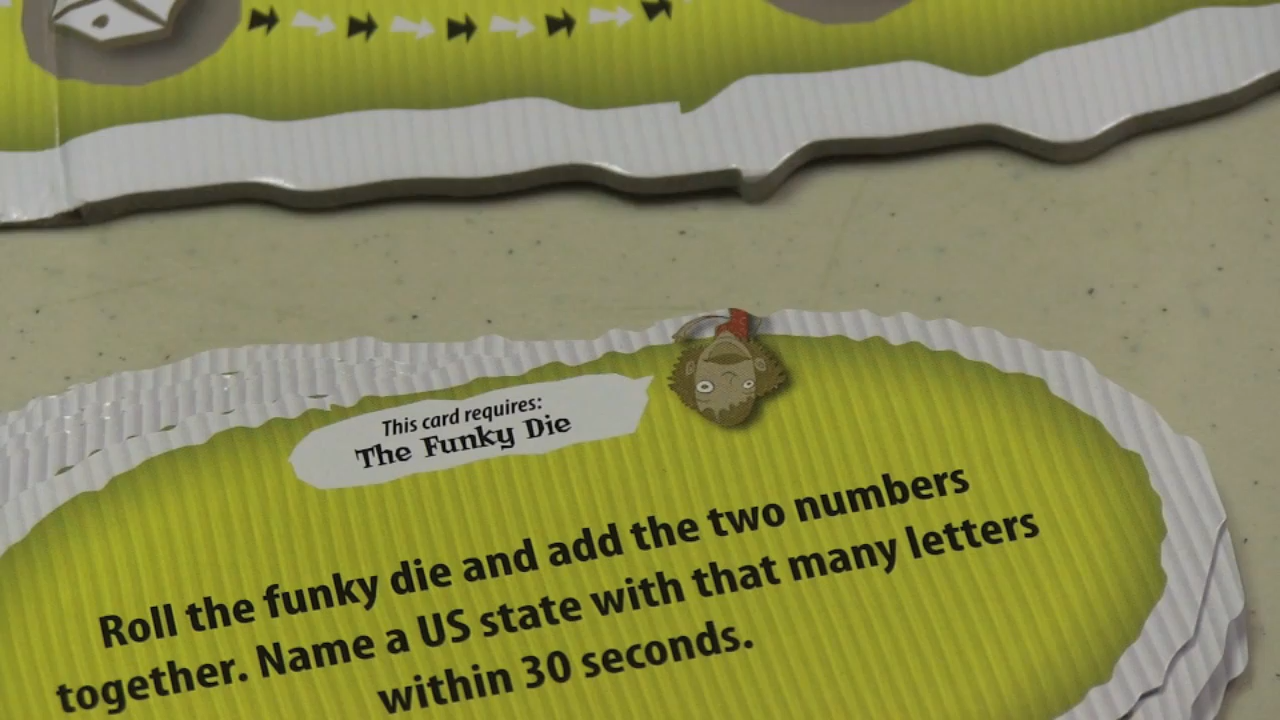 This card requires:
The Funky Die
Roll the funky die and add the two numbers
together. Name a US state with that many letters
within 30 seconds.